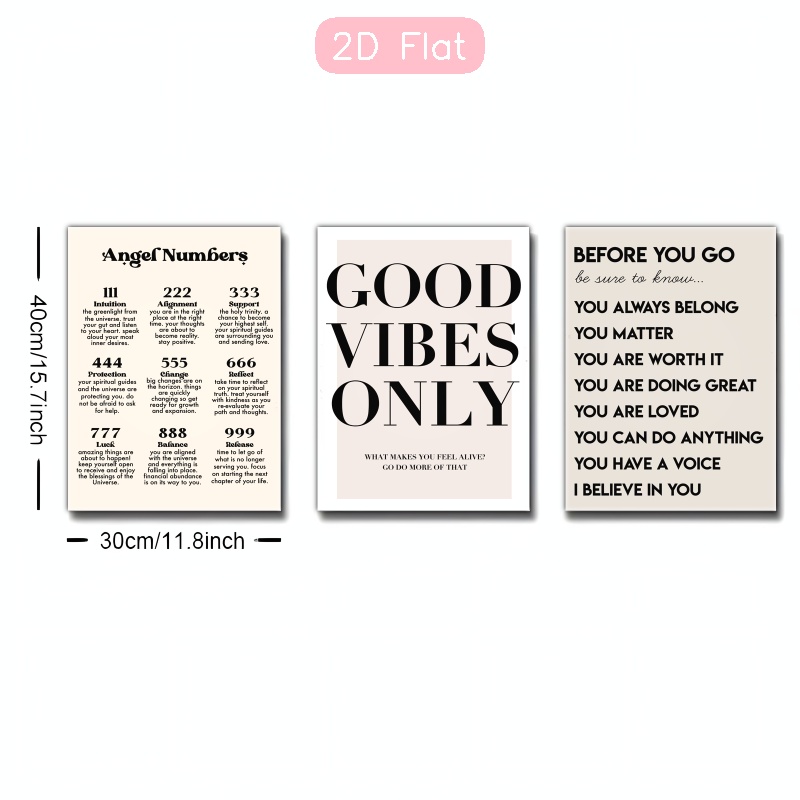 2D Flat
40cm/15.7inch
30cm/11.8inch
Angel Numbers
111
Intuition
the greenlight from
the universe. trust
your gut and listen
to your heart. speak
aloud your most
inner desires.
222
Alignment
you are in the right
place at the right
time. your thoughts
are about to
become reality.
stay positive.
333
Support
the holy trinity. a
chance to become
your highest self,
your spiritual guides
are surrounding you
and sending love.
444
Protection
your spiritual guides
and the universe are
protecting you. do
not be afraid to ask
for help.
555
Change
big changes are on
the horizon. things
are quickly
changing so get
ready for growth
and expansion.
666
Reflect
take time to reflect
on your spiritual
truth. treat yourself
with kindness as you
re-evaluate your
path and thoughts.
777
Luck
amazing things are
about to happen!
keep yourself open
to receive and enjoy
the blessings of the
Universe.
888
Balance
you are aligned
with the universe
and everything is
falling into place.
financial abundance
is on its way to you.
999
Release
time to let go of
what is no longer
serving you. focus
on starting the next
chapter of your life.
GOOD
VIBES
ONLY
WHAT MAKES YOU FEEL ALIVE?
GO DO MORE OF THAT
BEFORE YOU GO
be sure to know...
YOU ALWAYS BELONG
YOU MATTER
YOU ARE WORTH IT
YOU ARE DOING GREAT
YOU ARE LOVED
YOU CAN DO ANYTHING
YOU HAVE A VOICE
I BELIEVE IN YOU